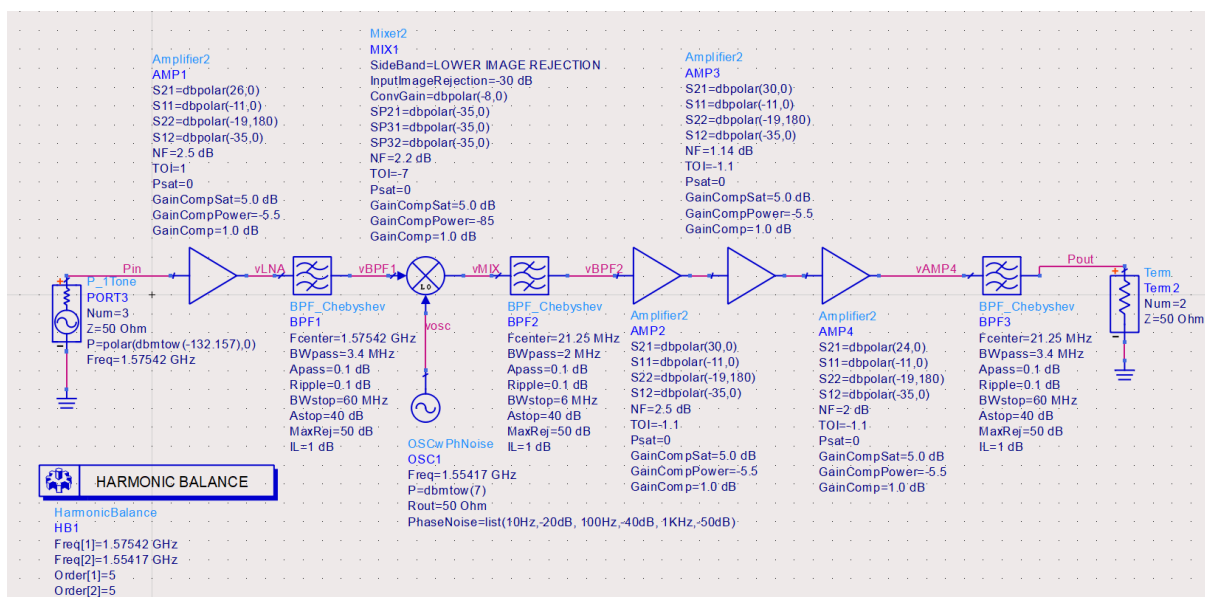 Amplifier2
AMP1
S21=dbpolar(26,0)
S11=dbpolar(-11,0)
S22=dbpolar(-19,180)
S12=dbpolar(-35,0)
NF=2.5 dB
TOI=1
Psat=0
GainCompSat=5.0 dB
GainCompPower=-5.5
GainComp=1.0 dB
Mixer2
MIX1
SideBand=LOWER IMAGE REJECTION
InputImageRejection=-30 dB
ConvGain=dbpolar(-8,0)
SP21=dbpolar(-35,0)
SP31=dbpolar(-35,0)
SP32=dbpolar(-35,0)
NF=2.2 dB
TOI=-7
Psat=0
GainCompSat=5.0 dB
GainCompPower=-85
GainComp=1.0 dB
Amplifier2
AMP3
S21=dbpolar(30,0)
S11=dbpolar(-11,0)
S22=dbpolar(-19,180)
S12=dbpolar(-35,0)
NF=1.14 dB
TOI=-1.1
Psat=0
GainCompSat=5.0 dB
GainCompPower=-5.5
GainComp=1.0 dB
Pin
vLNA
vBPF1
LO
vMIX
vBPF2
vAMP4
Pout
P_1Tone
PORT3
Num=3
Z=50 Ohm
P=polar(dbmtow(-132.157),0)
Freq=1.57542 GHz
BPF_Chebyshev
BPF1
Fcenter=1.57542 GHz
BWpass=3.4 MHz
Apass=0.1 dB
Ripple=0.1 dB
BWstop=60 MHz
Astop=40 dB
MaxRej=50 dB
IL=1 dB
vosc
OSCwPhNoise
OSC1
Freq=1.55417 GHz
P=dbmtow(7)
Rout=50 Ohm
PhaseNoise=list(10Hz,-20dB, 100Hz,-40dB, 1KHz,-50dB)
BPF_Chebyshev
BPF2
Fcenter=21.25 MHz
BWpass=2 MHz
Apass=0.1 dB
Ripple=0.1 dB
BWstop=6 MHz
Astop=40 dB
MaxRej=50 dB
IL=1 dB
Amplifier2
AMP2
S21=dbpolar(30,0)
S11=dbpolar(-11,0)
S22=dbpolar(-19,180)
S12=dbpolar(-35,0)
NF=2.5 dB
TOI=-1.1
Psat=0
GainCompSat=5.0 dB
GainCompPower=-5.5
GainComp=1.0 dB
Amplifier2
AMP4
S21=dbpolar(24,0)
S11=dbpolar(-11,0)
S22=dbpolar(-19,180)
S12=dbpolar(-35,0)
NF=2 dB
TOI=-1.1
Psat=0
GainCompSat=5.0 dB
GainCompPower=-5.5
GainComp=1.0 dB
BPF_Chebyshev
BPF3
Fcenter=21.25 MHz
BWpass=3.4 MHz
Apass=0.1 dB
Ripple=0.1 dB
BWstop=60 MHz
Astop=40 dB
MaxRej=50 dB
IL=1 dB
Term
Term2
Num=2
Z=50 Ohm
HARMONIC BALANCE
HarmonicBalance
HB1
Freq[1]=1.57542 GHz
Freq[2]=1.55417 GHz
Order[1]=5
Order[2]=5